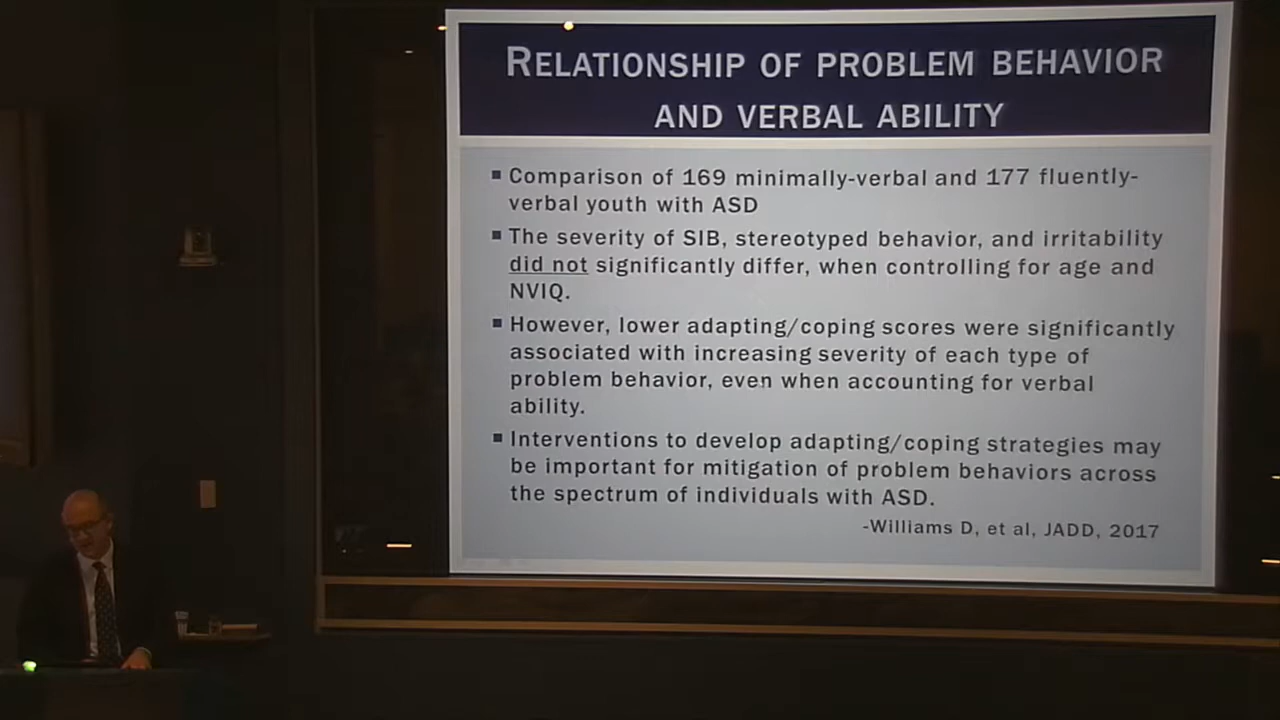 RELATIONSHIP OF PROBLEM BEHAVIOR
AND VERBAL ABILITY
▪ Comparison of 169 minimally-verbal and 177 fluently-
verbal youth with ASD
▪ The severity of SIB, stereotyped behavior, and irritability
did not significantly differ, when controlling for age and
NVIQ.
▪ However, lower adapting/coping scores were significantly
associated with increasing severity of each type of
problem behavior, even when accounting for verbal
ability.
▪ Interventions to develop adapting/coping strategies may
be important for mitigation of problem behaviors across
the spectrum of individuals with ASD.
-Williams D, et al, JADD, 2017